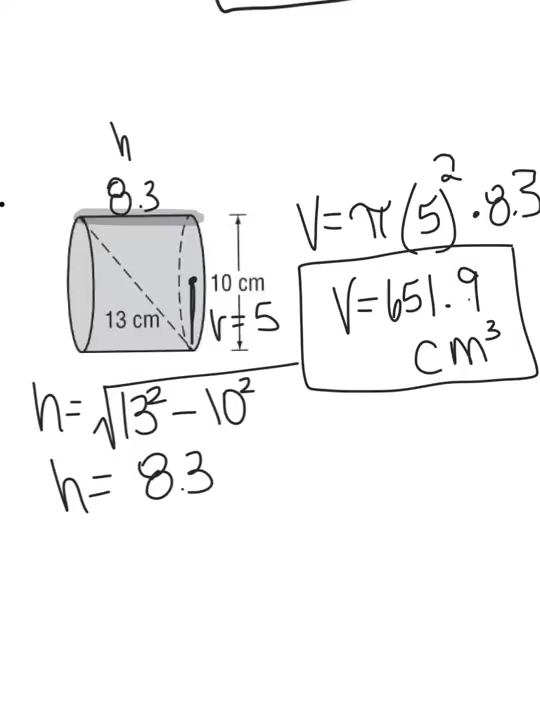 h
8.3
10 cm
13 cm
r=5
V=π(5)²·8.3
V=651.9
cm³
h=√13²-10²
h= 8.3